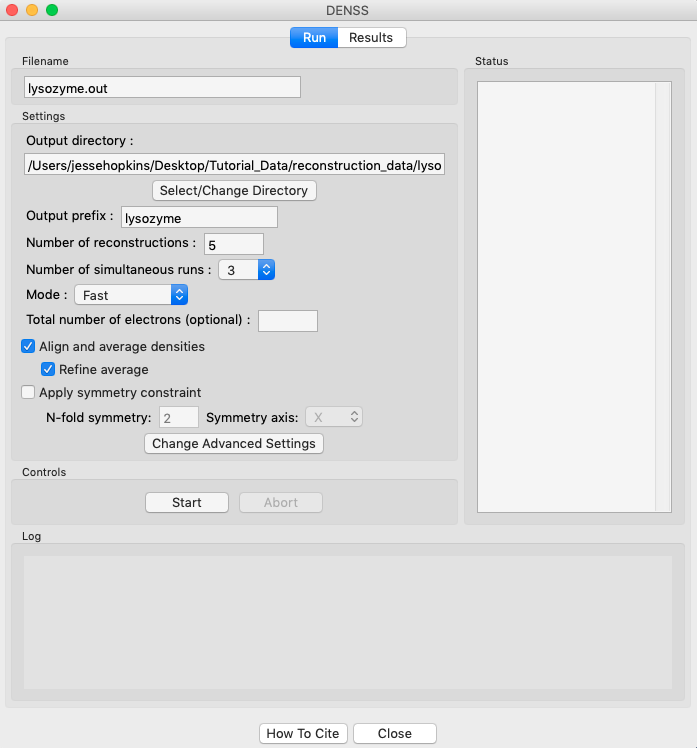 DENSS
Run Results
Filename
lysozyme.out
Settings
Output directory :
/Users/jessehopkins/Desktop/Tutorial_Data/reconstruction_data/lyso
Select/Change Directory
Output prefix : lysozyme
Number of reconstructions : 5
Number of simultaneous runs : 3
Mode : Fast
Total number of electrons (optional) :
Align and average densities
Refine average
Apply symmetry constraint
N-fold symmetry: 2 Symmetry axis: X
Change Advanced Settings
Controls
Start Abort
Status
Log
How To Cite Close